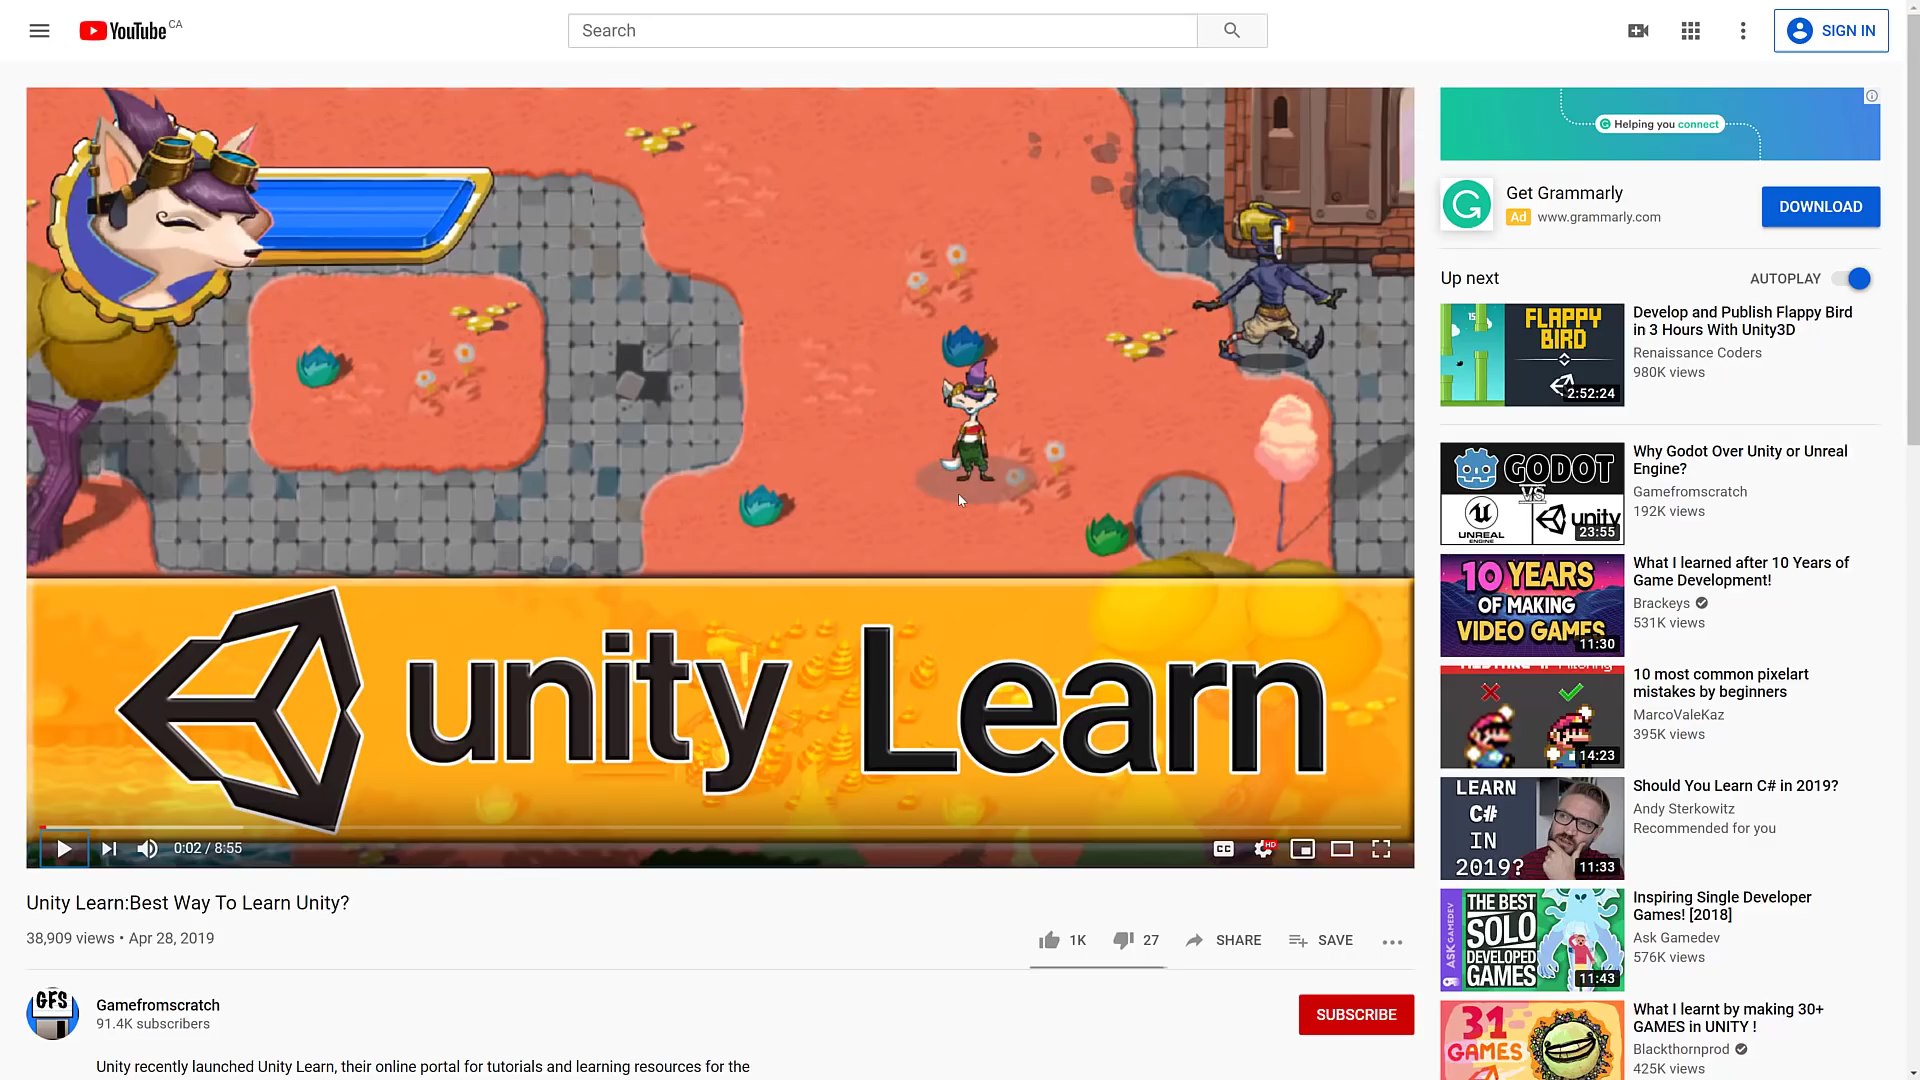 YouTube CA
Search
SIGN IN
unity Learn
0:02 / 8:55
CC
HD
Unity Learn:Best Way To Learn Unity?
38,909 views • Apr 28, 2019
1K
27
SHARE
SAVE
GFS
Gamefromscratch
91.4K subscribers
SUBSCRIBE
Unity recently launched Unity Learn, their online portal for tutorials and learning resources for the
Helping you connect
Get Grammarly
Ad www.grammarly.com
DOWNLOAD
Up next
AUTOPLAY
15
FLAPPY
BIRD
2:52:24
Develop and Publish Flappy Bird
in 3 Hours With Unity3D
Renaissance Coders
980K views
GODOT
VS
UNREAL
ENGINE
unity
23:55
Why Godot Over Unity or Unreal
Engine?
Gamefromscratch
192K views
10 YEARS
OF MAKING
VIDEO GAMES
11:30
What I learned after 10 Years of
Game Development!
Brackeys
531K views
14:23
10 most common pixelart
mistakes by beginners
MarcoValeKaz
395K views
LEARN
C#
IN
2019?
11:33
Should You Learn C# in 2019?
Andy Sterkowitz
Recommended for you
ASK GAMEDEV
THE BEST
SOLO
DEVELOPED
GAMES
11:43
Inspiring Single Developer
Games! [2018]
Ask Gamedev
576K views
31
GAMES
What I learnt by making 30+
GAMES in UNITY !
Blackthornprod
425K views